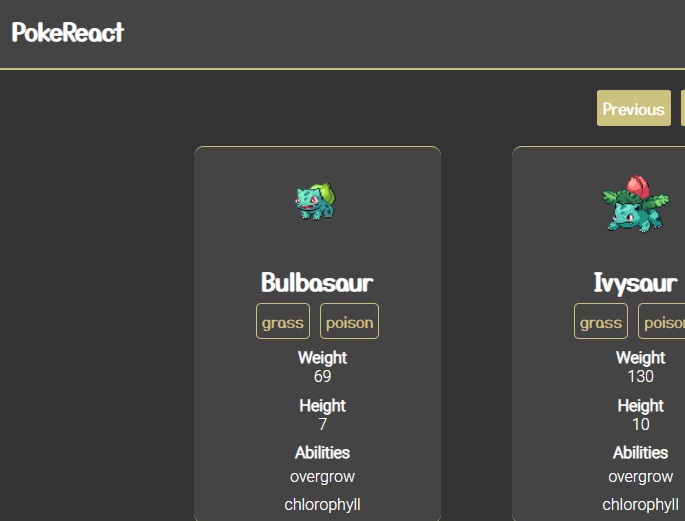 PokeReact
Previous
Bulbasaur
grass poison
Weight
69
Height
7
Abilities
overgrow
chlorophyll
Ivysaur
grass poison
Weight
130
Height
10
Abilities
overgrow
chlorophyll